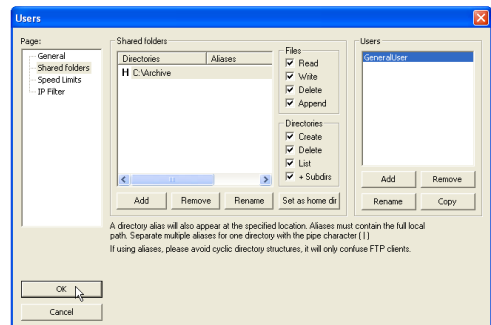 Users
Page:
General
Shared folders
Speed Limits
IP Filter
Shared folders
Directories Aliases
H C:\Archive
Files
Read
Write
Delete
Append
Directories
Create
Delete
List
+ Subdirs
Add Remove Rename Set as home dir
Users
GeneralUser
Add Remove
Rename Copy
A directory alias will also appear at the specified location. Aliases must contain the full local
path. Separate multiple aliases for one directory with the pipe character ( | )
If using aliases, please avoid cyclic directory structures, it will only confuse FTP clients.
OK
Cancel